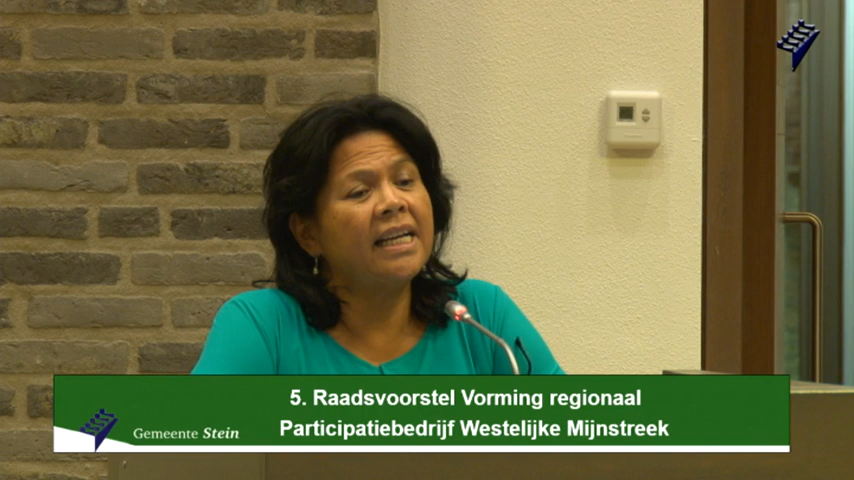 5. Raadsvoorstel Vorming regionaal
Participatiebedrijf Westelijke Mijnstreek
Gemeente Stein